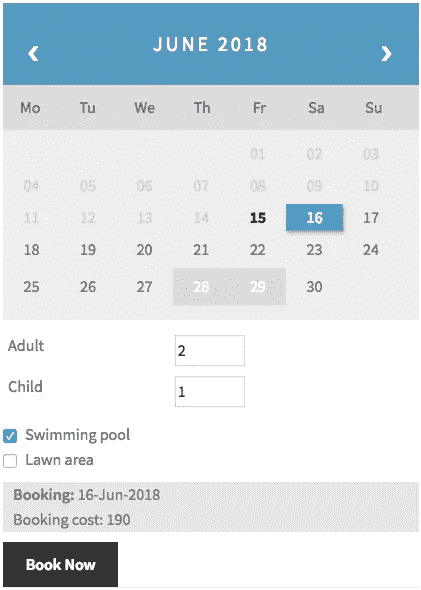 ‹ JUNE 2018 ›
Mo Tu We Th Fr Sa Su
01 02 03
04 05 06 07 08 09 10
11 12 13 14 15 16 17
18 19 20 21 22 23 24
25 26 27 28 29 30
Adult 2
Child 1
Swimming pool
Lawn area
Booking: 16-Jun-2018
Booking cost: 190
Book Now